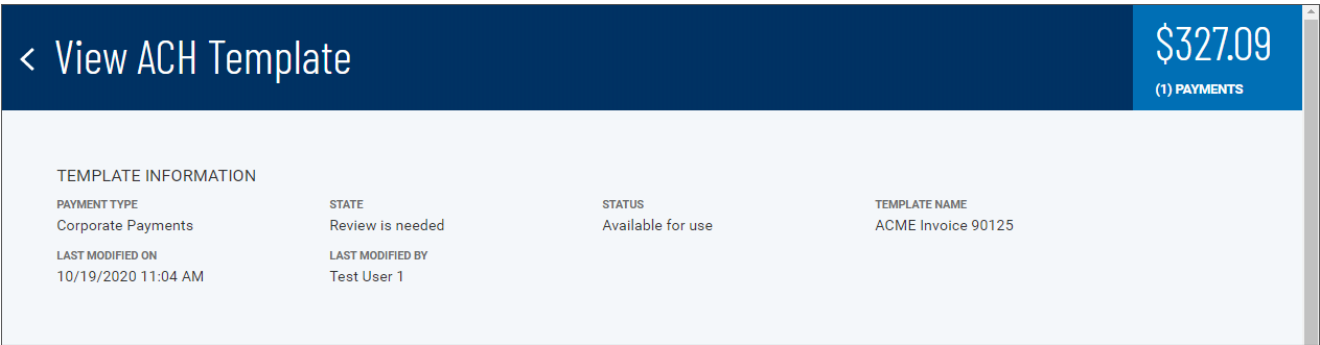 < View ACH Template
$327.09
(1) PAYMENTS
TEMPLATE INFORMATION
PAYMENT TYPE STATE STATUS TEMPLATE NAME
Corporate Payments Review is needed Available for use ACME Invoice 90125
LAST MODIFIED ON LAST MODIFIED BY
10/19/2020 11:04 AM Test User 1